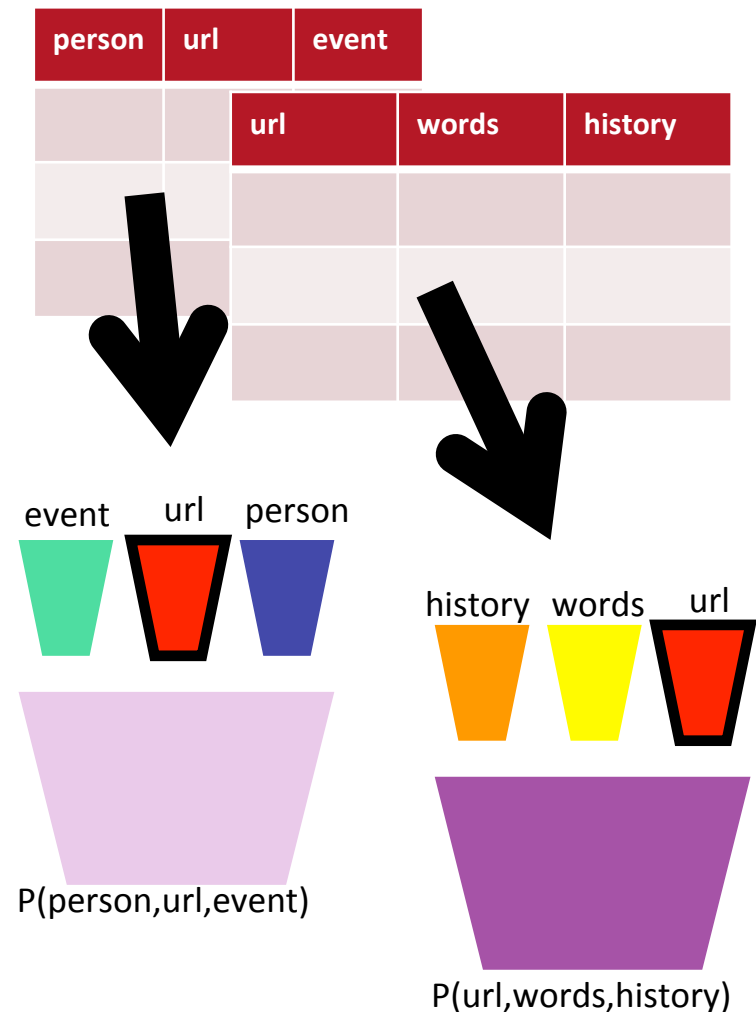 person url event
url words history
event url person
history words url
P(person,url,event)
P(url,words,history)